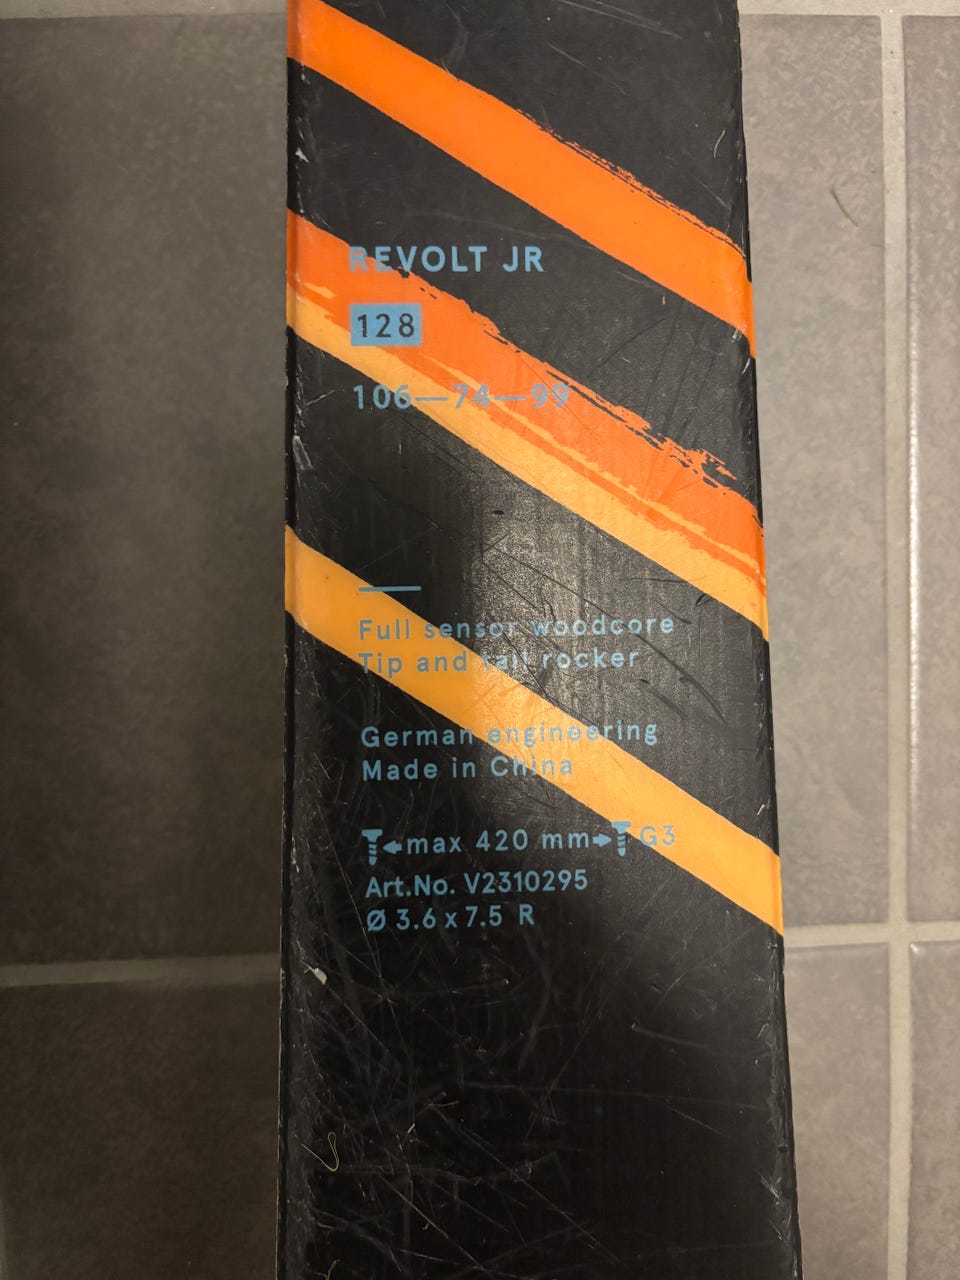 REVOLT JR
128
106—74—99
Full sensor woodcore
Tip and tail rocker
German engineering
Made in China
max 420 mm G3
Art.No. V2310295
Ø 3.6 x 7.5 R